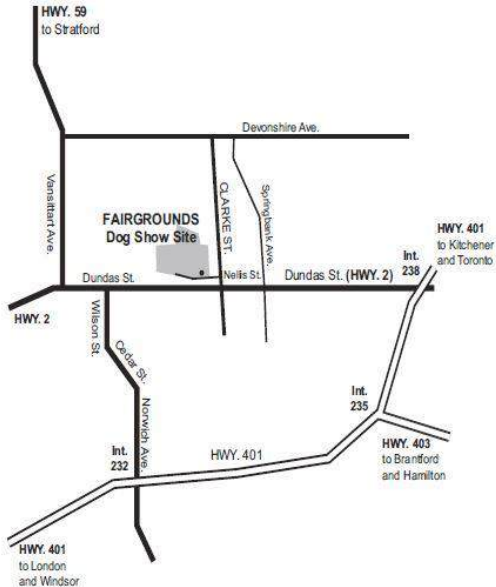 HWY. 59
to Stratford
Devonshire Ave.
Vansittart Ave.
CLARKE ST.
Springbank Ave.
FAIRGROUNDS
Dog Show Site
HWY. 401
to Kitchener
and Toronto
Int.
238
Nellis St.
Dundas St.
Dundas St. (HWY. 2)
HWY. 2
Wilson St.
Cedar St.
Norwich Ave.
Int.
235
Int.
232
HWY. 401
HWY. 403
to Brantford
and Hamilton
HWY. 401
to London
and Windsor